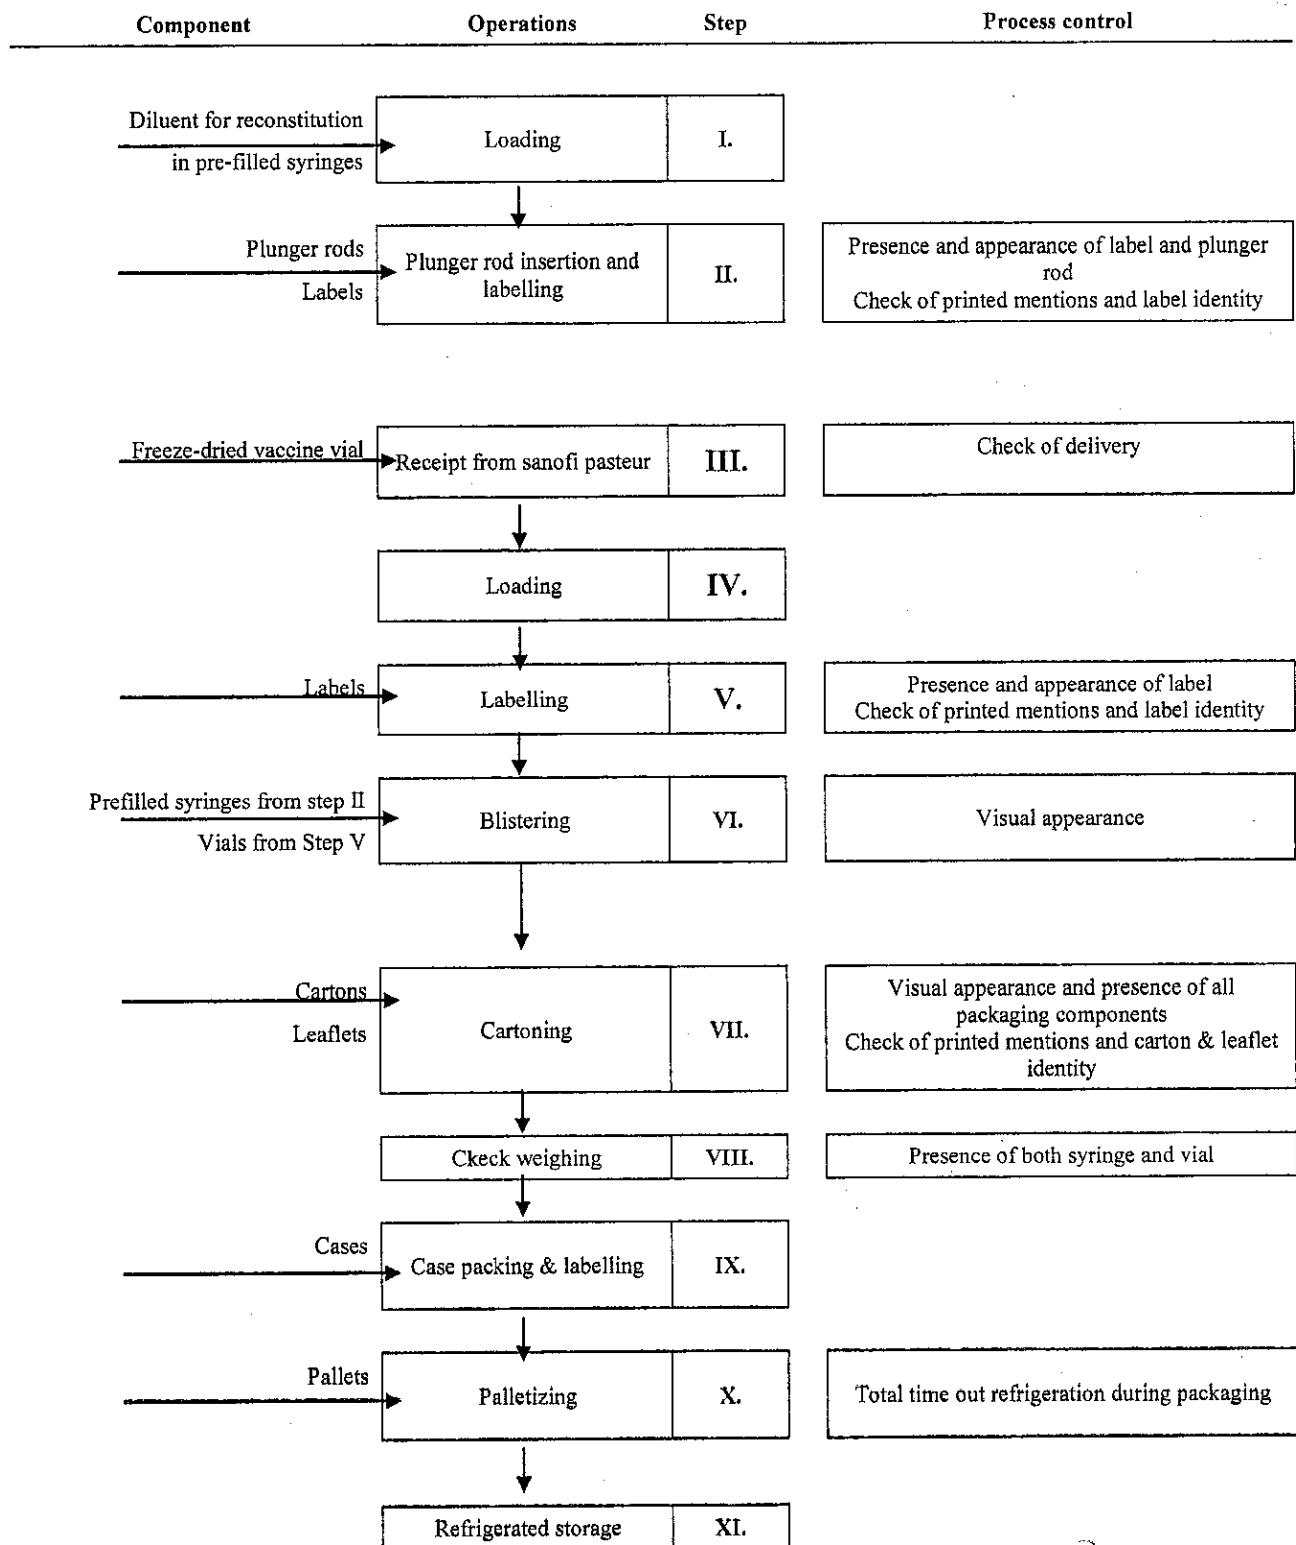 Component Operations Step Process control
Diluent for reconstitution
in pre-filled syringes
Loading I.
Plunger rods
Labels
Plunger rod insertion and
labelling
II.
Presence and appearance of label and plunger
rod
Check of printed mentions and label identity
Freeze-dried vaccine vial
Receipt from sanofi pasteur III.
Check of delivery
Loading IV.
Labels
Labelling V.
Presence and appearance of label
Check of printed mentions and label identity
Prefilled syringes from step II
Vials from Step V
Blistering VI.
Visual appearance
Cartons
Leaflets
Cartoning VII.
Visual appearance and presence of all
packaging components
Check of printed mentions and carton & leaflet
identity
Ckeck weighing VIII.
Presence of both syringe and vial
Cases
Case packing & labelling IX.
Pallets
Palletizing X.
Total time out refrigeration during packaging
Refrigerated storage XI.